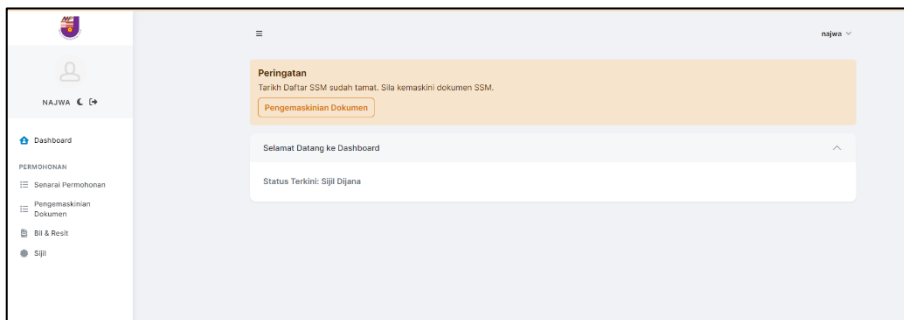 NAJWA
Dashboard
PERMOHONAN
Senarai Permohonan
Pengemaskinian
Dokumen
Bil & Resit
Sijil
najwa
Peringatan
Tarikh Daftar SSM sudah tamat. Sila kemaskini dokumen SSM.
Pengemaskinian Dokumen
Selamat Datang ke Dashboard
Status Terkini: Sijil Dijana